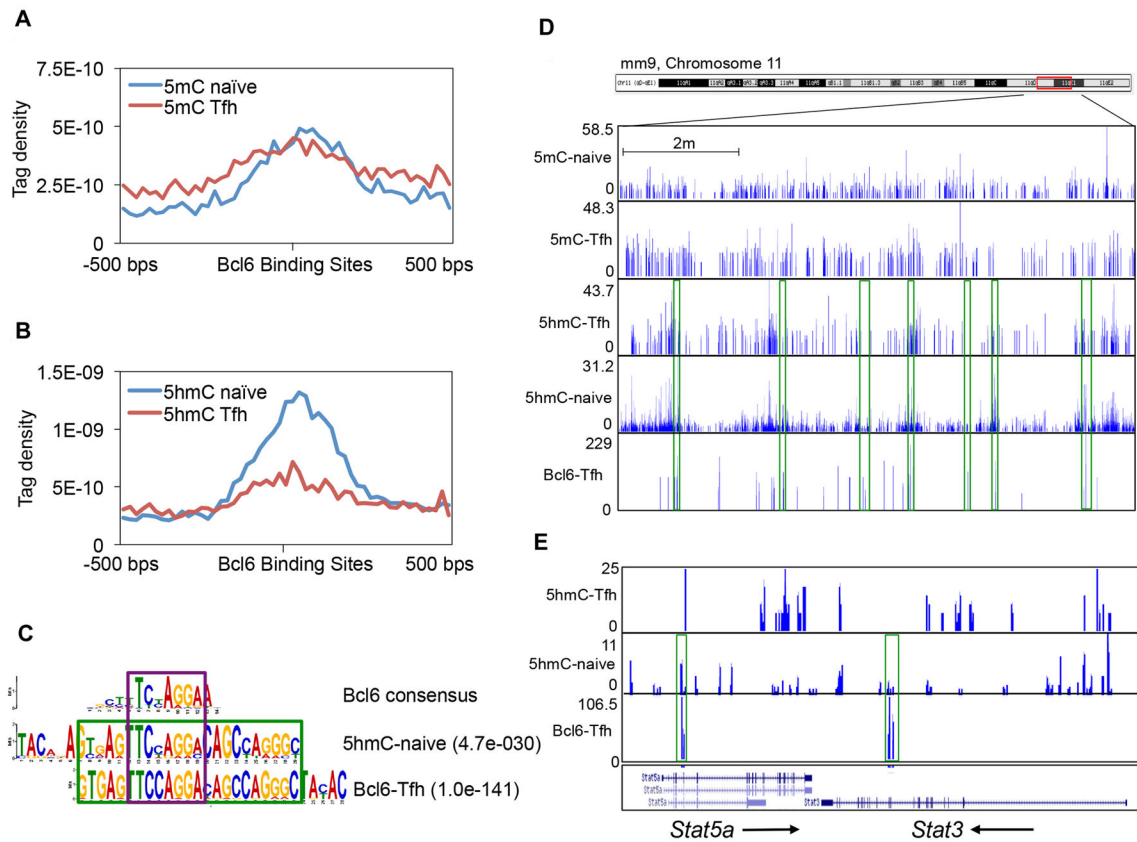 A
7.5E-10
5E-10
2.5E-10
0
Tag density
5mC naïve
5mC Tfh
-500 bps
Bcl6 Binding Sites
500 bps
B
1.5E-09
1E-09
5E-10
0
Tag density
5hmC naïve
5hmC Tfh
-500 bps
Bcl6 Binding Sites
500 bps
C
Bcl6 consensus
5hmC-naive (4.7e-030)
Bcl6-Tfh (1.0e-141)
D
mm9, Chromosome 11
58.5
5mC-naive
0
2m
48.3
5mC-Tfh
0
43.7
5hmC-Tfh
0
31.2
5hmC-naive
0
229
Bcl6-Tfh
0
E
25
5hmC-Tfh
0
11
5hmC-naive
0
106.5
Bcl6-Tfh
0
Stat5a
Stat5a
Stat5a
Stat3
Stat5a
Stat3